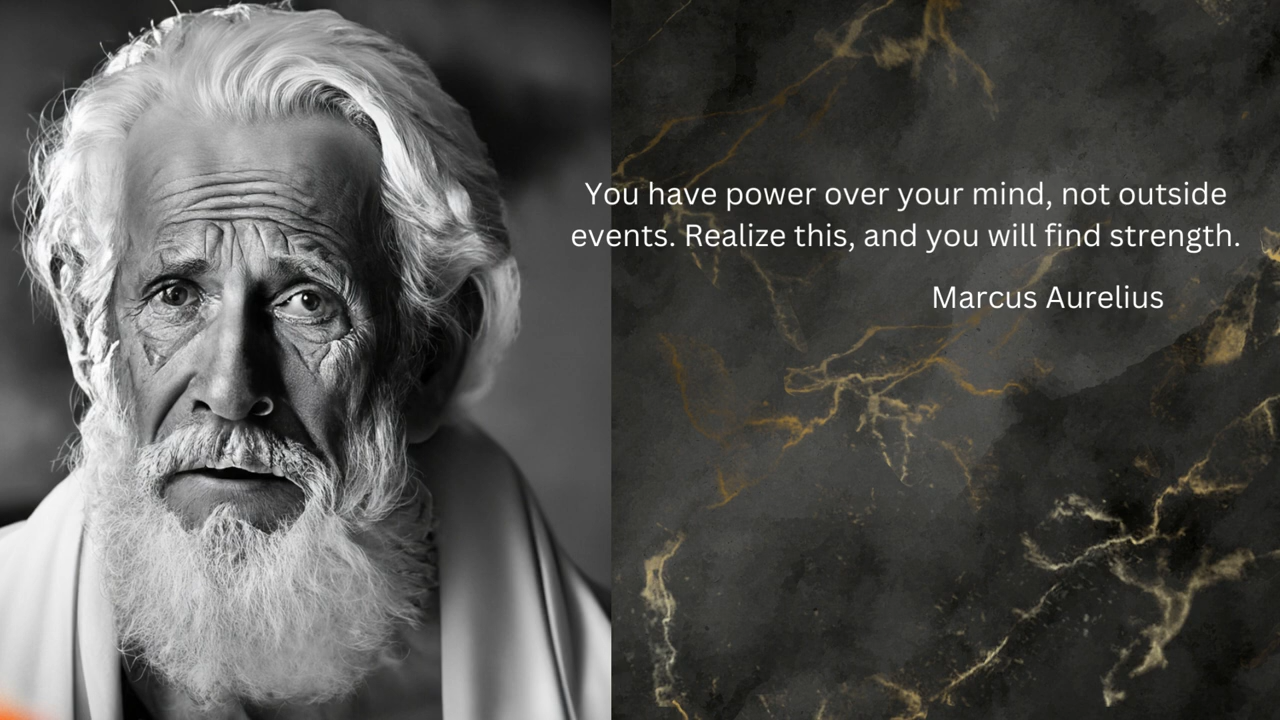 You have power over your mind, not outside
events. Realize this, and you will find strength.
Marcus Aurelius